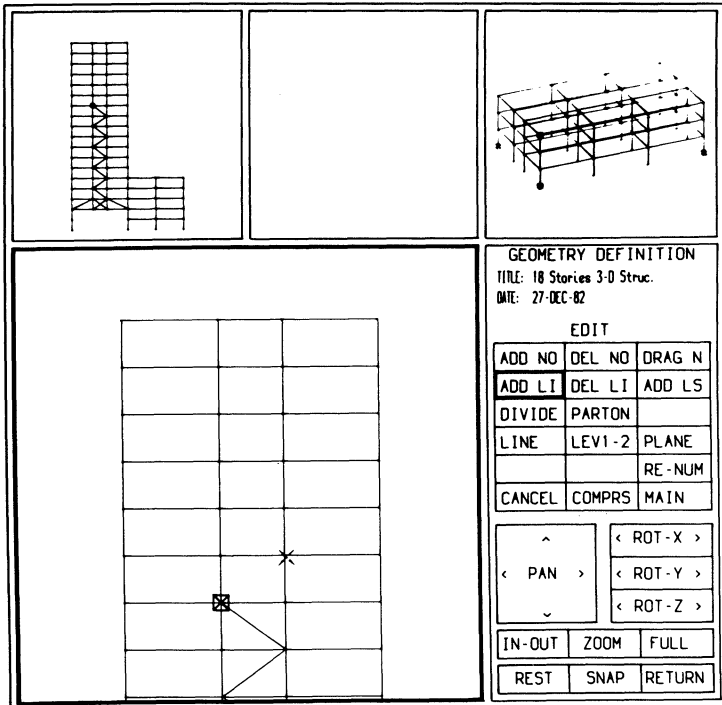 GEOMETRY DEFINITION
TITLE: 18 Stories 3-D Struc.
DATE: 27-DEC-82
EDIT
ADD NO DEL NO DRAG N
ADD LI DEL LI ADD LS
DIVIDE PARTON
LINE LEV1-2 PLANE
RE-NUM
CANCEL COMPRS MAIN
^
< PAN >
⌄
< ROT-X >
< ROT-Y >
< ROT-Z >
IN-OUT ZOOM FULL
REST SNAP RETURN